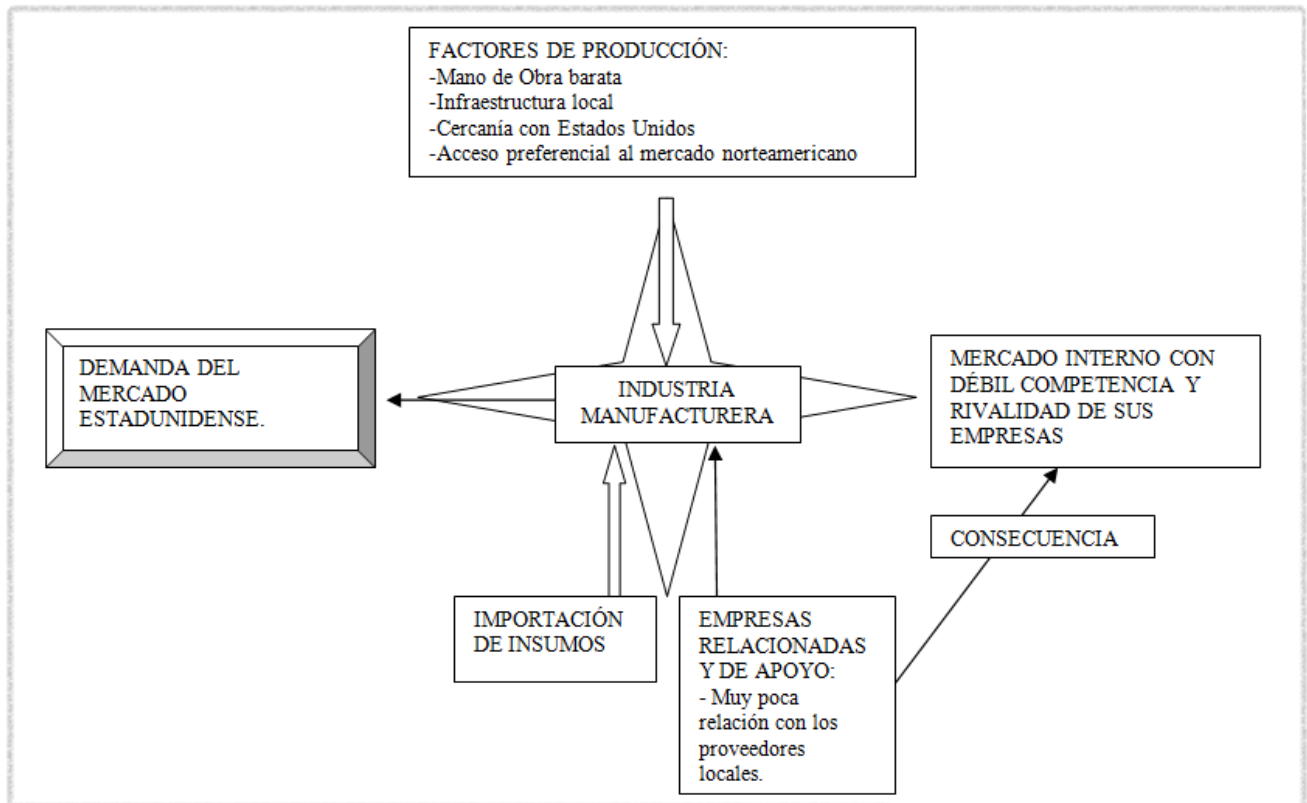 FACTORES DE PRODUCCIÓN:
-Mano de Obra barata
-Infraestructura local
-Cercanía con Estados Unidos
-Acceso preferencial al mercado norteamericano
DEMANDA DEL
MERCADO
ESTADUNIDENSE.
INDUSTRIA
MANUFACTURERA
MERCADO INTERNO CON
DÉBIL COMPETENCIA Y
RIVALIDAD DE SUS
EMPRESAS
CONSECUENCIA
IMPORTACIÓN
DE INSUMOS
EMPRESAS
RELACIONADAS
Y DE APOYO:
- Muy poca
relación con los
proveedores
locales.